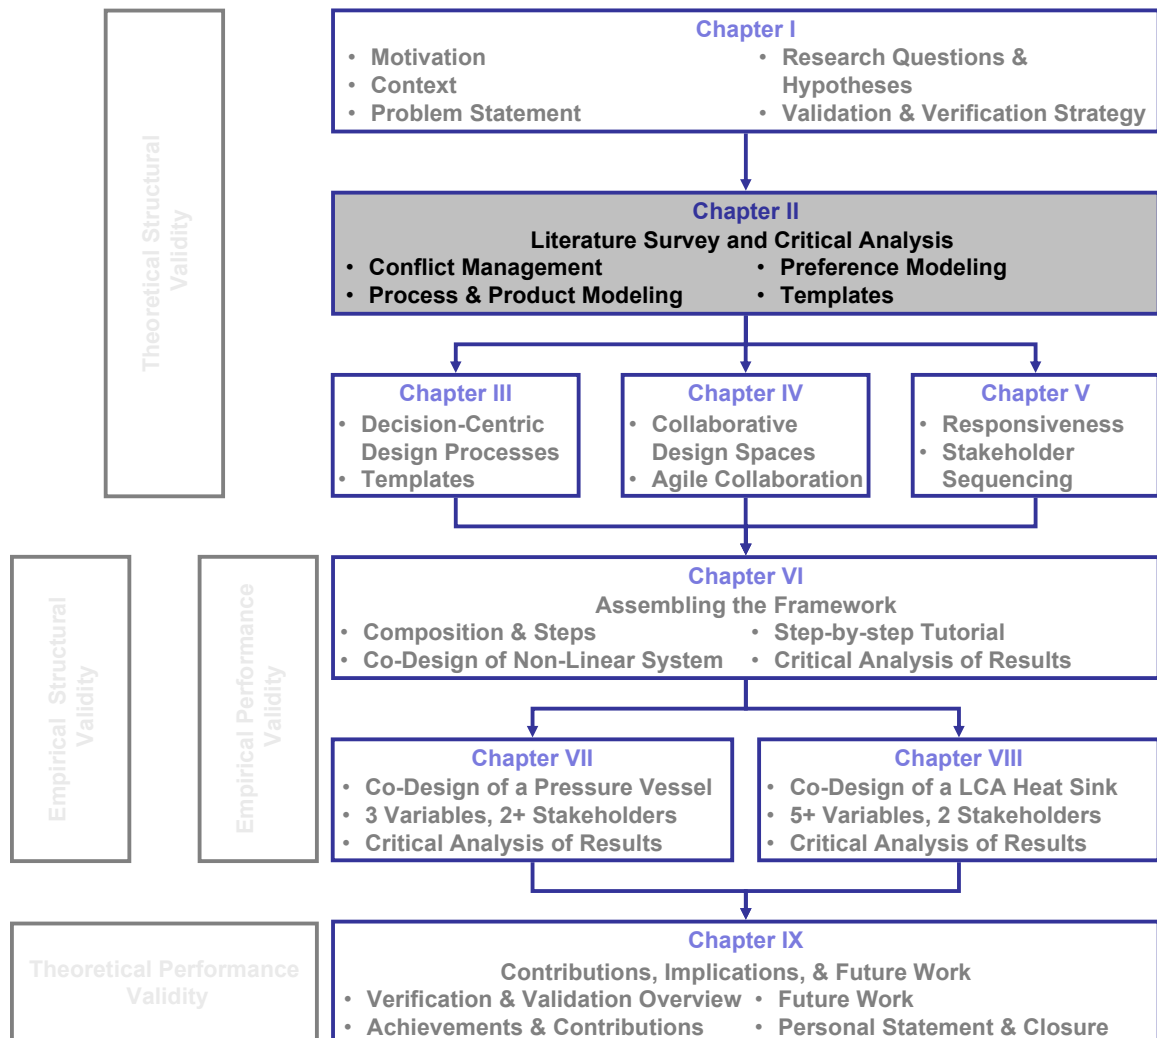 Chapter I
• Motivation
• Context
• Problem Statement
• Research Questions &
Hypotheses
• Validation & Verification Strategy
Theoretical Structural
Validity
Chapter II
Literature Survey and Critical Analysis
• Conflict Management
• Process & Product Modeling
• Preference Modeling
• Templates
Chapter III
• Decision-Centric
Design Processes
• Templates
Chapter IV
• Collaborative
Design Spaces
• Agile Collaboration
Chapter V
• Responsiveness
• Stakeholder
Sequencing
Empirical Structural
Validity
Empirical Performance
Validity
Chapter VI
Assembling the Framework
• Composition & Steps
• Co-Design of Non-Linear System
• Step-by-step Tutorial
• Critical Analysis of Results
Chapter VII
• Co-Design of a Pressure Vessel
• 3 Variables, 2+ Stakeholders
• Critical Analysis of Results
Chapter VIII
• Co-Design of a LCA Heat Sink
• 5+ Variables, 2 Stakeholders
• Critical Analysis of Results
Theoretical Performance
Validity
Chapter IX
Contributions, Implications, & Future Work
• Verification & Validation Overview
• Achievements & Contributions
• Future Work
• Personal Statement & Closure